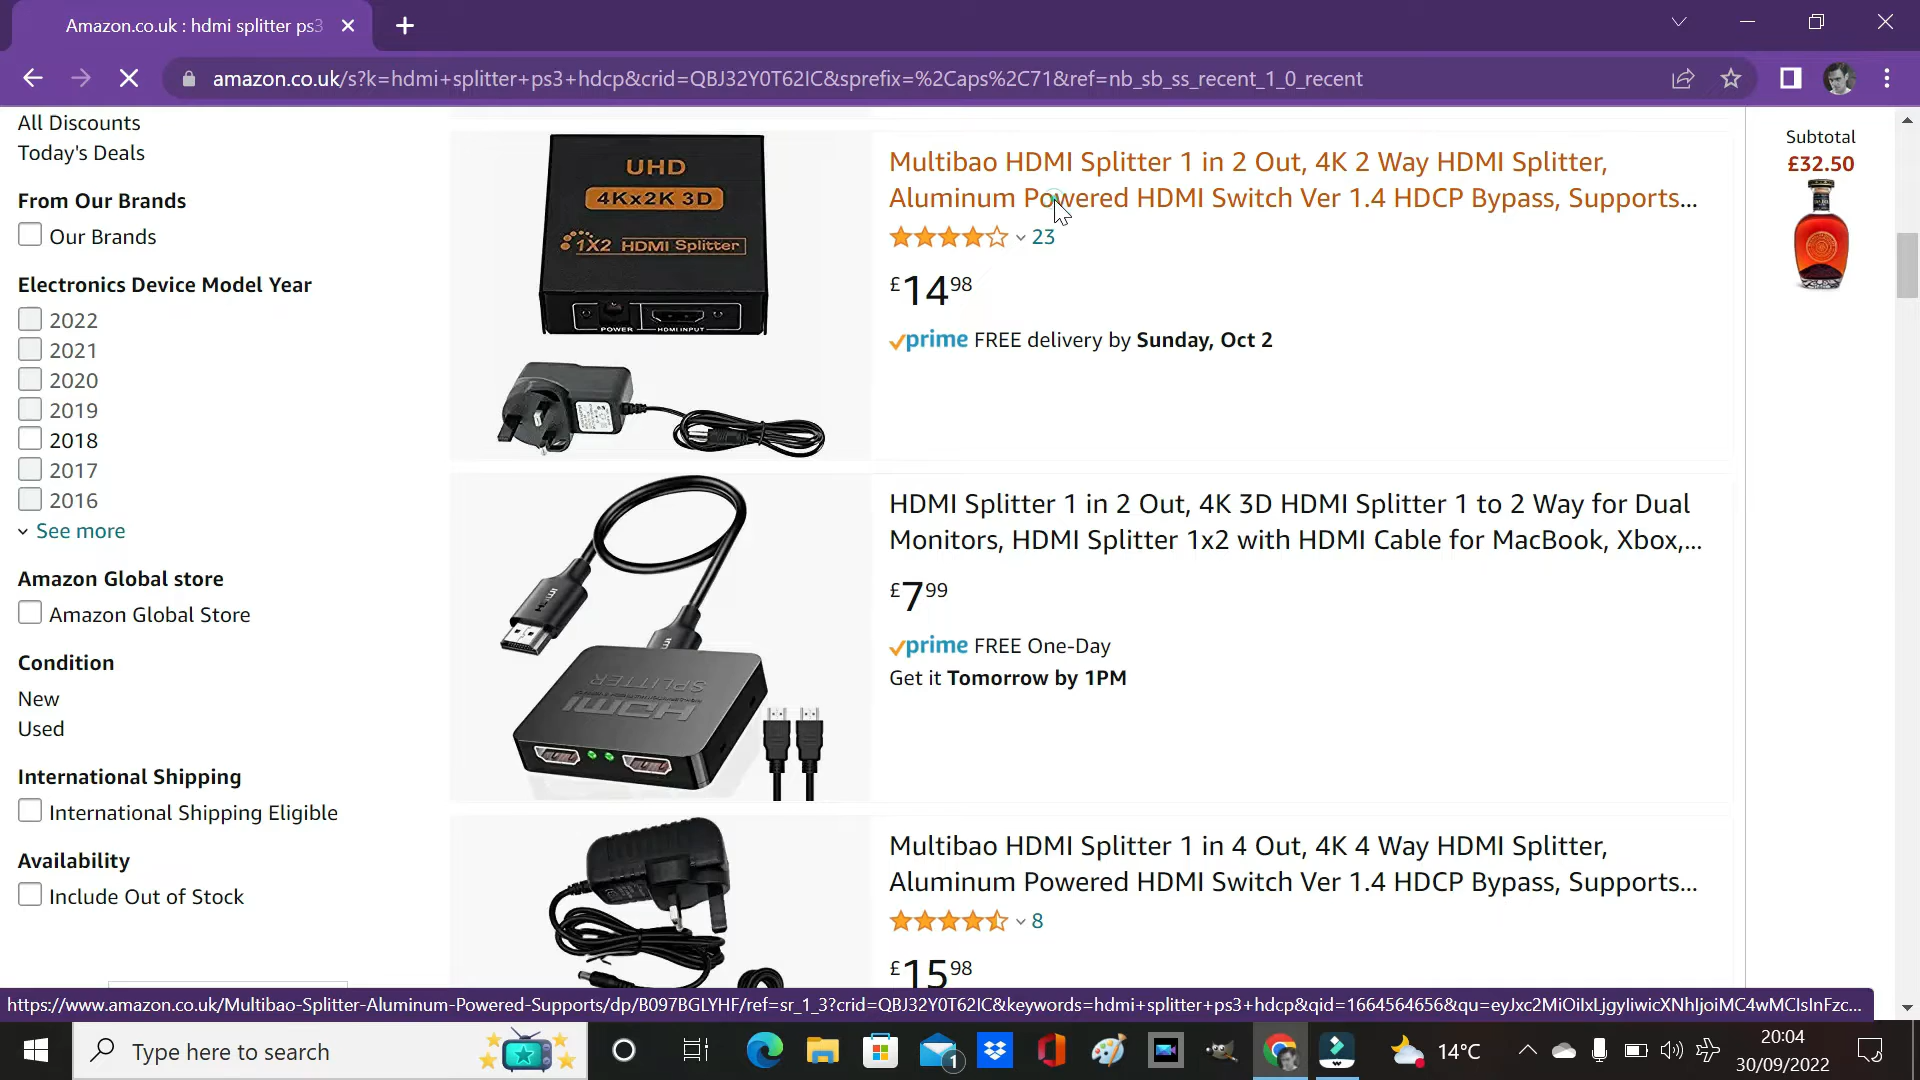 Amazon.co.uk : hdmi splitter ps3
amazon.co.uk/s?k=hdmi+splitter+ps3+hdcp&crid=QBJ32Y0T62IC&sprefix=%2Caps%2C71&ref=nb_sb_ss_recent_1_0_recent
All Discounts
Today's Deals
From Our Brands
Our Brands
Electronics Device Model Year
2022
2021
2020
2019
2018
2017
2016
See more
Amazon Global store
Amazon Global Store
Condition
New
Used
International Shipping
International Shipping Eligible
Availability
Include Out of Stock
UHD
4Kx2K 3D
1X2 HDMI Splitter
POWER HDMI INPUT
Multibao HDMI Splitter 1 in 2 Out, 4K 2 Way HDMI Splitter,
Aluminum Powered HDMI Switch Ver 1.4 HDCP Bypass, Supports...
23
£14.98
prime FREE delivery by Sunday, Oct 2
HDMI
SPLITTER
HDMI
HDMI Splitter 1 in 2 Out, 4K 3D HDMI Splitter 1 to 2 Way for Dual
Monitors, HDMI Splitter 1x2 with HDMI Cable for MacBook, Xbox,...
£7.99
prime FREE One-Day
Get it Tomorrow by 1PM
Multibao HDMI Splitter 1 in 4 Out, 4K 4 Way HDMI Splitter,
Aluminum Powered HDMI Switch Ver 1.4 HDCP Bypass, Supports...
8
£15.98
Subtotal
£32.50
https://www.amazon.co.uk/Multibao-Splitter-Aluminum-Powered-Supports/dp/B097BGLYHF/ref=sr_1_3?crid=QBJ32Y0T62IC&keywords=hdmi+splitter+ps3+hdcp&qid=1664564656&qu=eyJxc2MiOiIxLjgyIiwicXNhIjoiMC4wMCIsInFzc...
Type here to search
1
14°C
20:04
30/09/2022